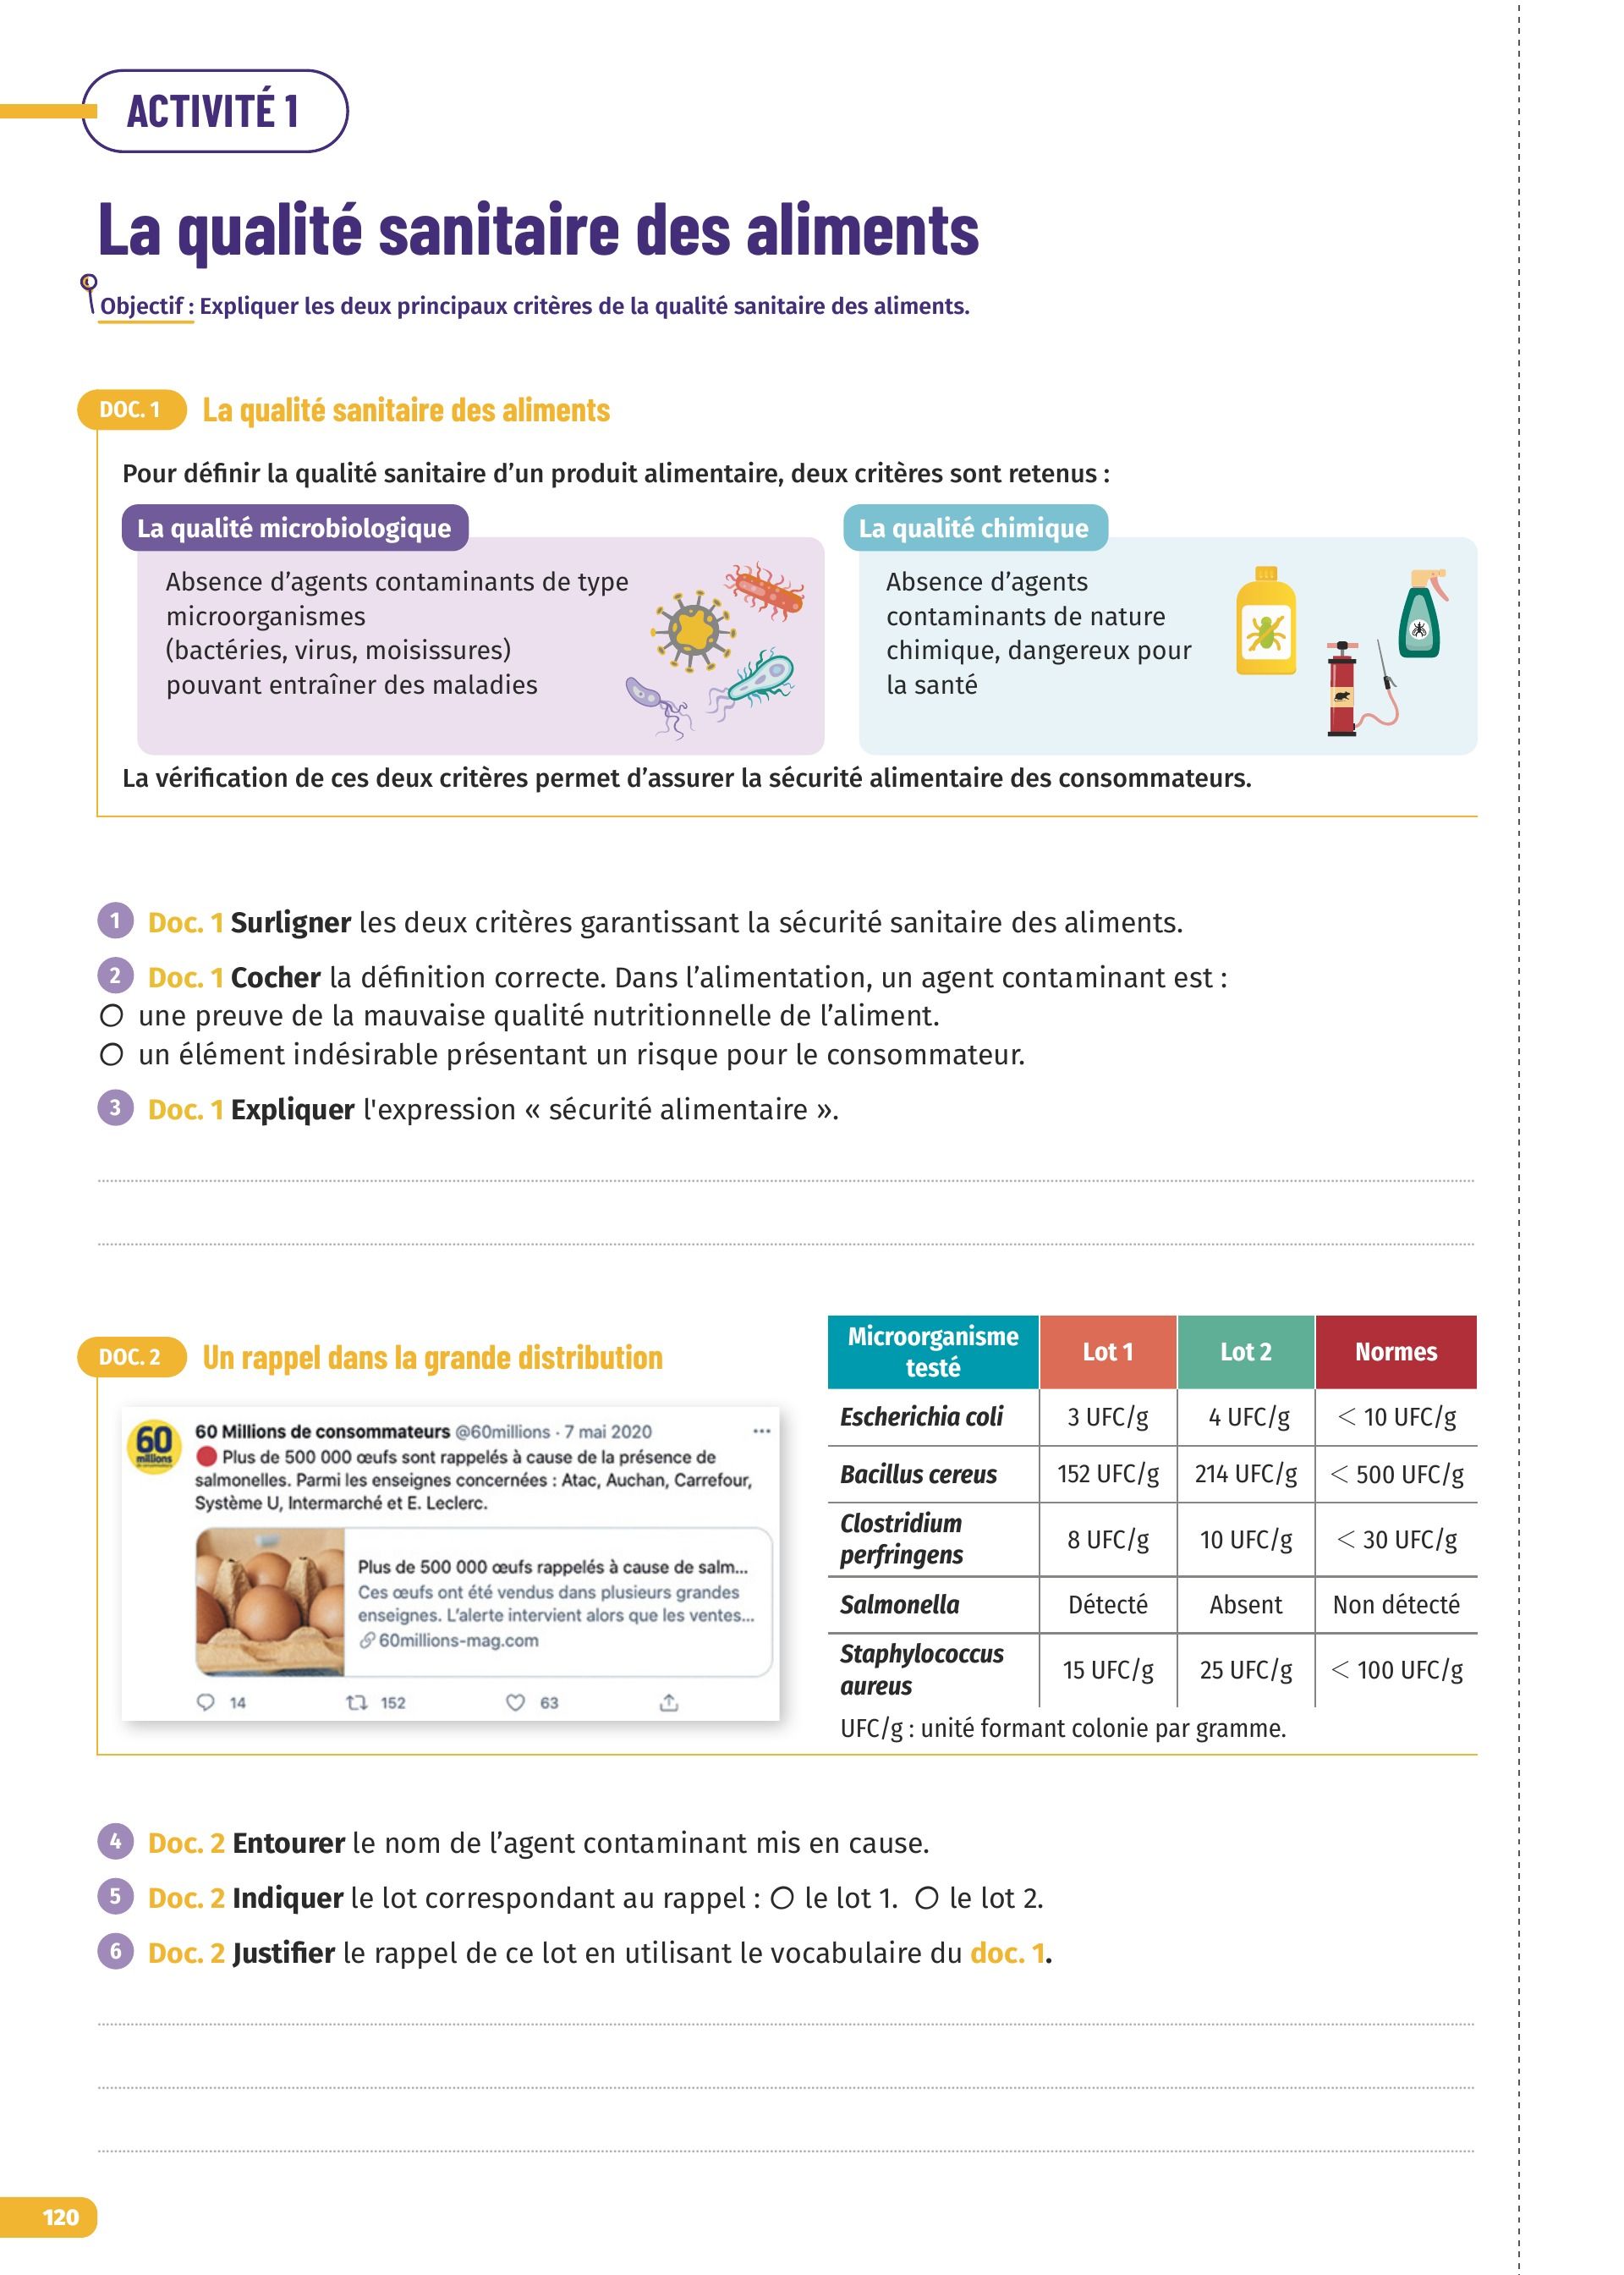 ACTIVITÉ 1
La qualité sanitaire des aliments
Objectif : Expliquer les deux principaux critères de la qualité sanitaire des aliments.
DOC. 1 La qualité sanitaire des aliments
Pour définir la qualité sanitaire d’un produit alimentaire, deux critères sont retenus :
La qualité microbiologique
Absence d’agents contaminants de type
microorganismes
(bactéries, virus, moisissures)
pouvant entraîner des maladies
La qualité chimique
Absence d’agents
contaminants de nature
chimique, dangereux pour
la santé
La vérification de ces deux critères permet d’assurer la sécurité alimentaire des consommateurs.
1 Doc. 1 Surligner les deux critères garantissant la sécurité sanitaire des aliments.
2 Doc. 1 Cocher la définition correcte. Dans l’alimentation, un agent contaminant est :
une preuve de la mauvaise qualité nutritionnelle de l’aliment.
un élément indésirable présentant un risque pour le consommateur.
3 Doc. 1 Expliquer l'expression « sécurité alimentaire ».
DOC. 2 Un rappel dans la grande distribution
60 millions de consommateurs
60 Millions de consommateurs @60millions · 7 mai 2020
Plus de 500 000 œufs sont rappelés à cause de la présence de
salmonelles. Parmi les enseignes concernées : Atac, Auchan, Carrefour,
Système U, Intermarché et E. Leclerc.
Plus de 500 000 œufs rappelés à cause de salm...
Ces œufs ont été vendus dans plusieurs grandes
enseignes. L’alerte intervient alors que les ventes...
60millions-mag.com
14 152 63
Microorganisme
testé
Lot 1 Lot 2 Normes
Escherichia coli 3 UFC/g 4 UFC/g < 10 UFC/g
Bacillus cereus 152 UFC/g 214 UFC/g < 500 UFC/g
Clostridium
perfringens
8 UFC/g 10 UFC/g < 30 UFC/g
Salmonella Détecté Absent Non détecté
Staphylococcus
aureus
15 UFC/g 25 UFC/g < 100 UFC/g
UFC/g : unité formant colonie par gramme.
4 Doc. 2 Entourer le nom de l’agent contaminant mis en cause.
5 Doc. 2 Indiquer le lot correspondant au rappel : le lot 1. le lot 2.
6 Doc. 2 Justifier le rappel de ce lot en utilisant le vocabulaire du doc. 1.
120